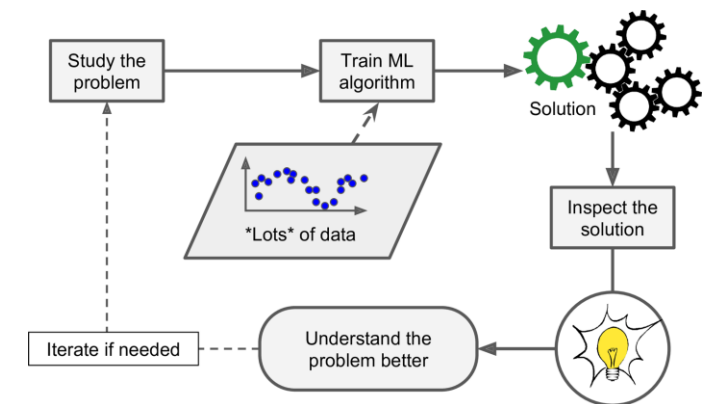 Study the
problem
Train ML
algorithm
Solution
*Lots* of data
Inspect the
solution
Understand the
problem better
Iterate if needed